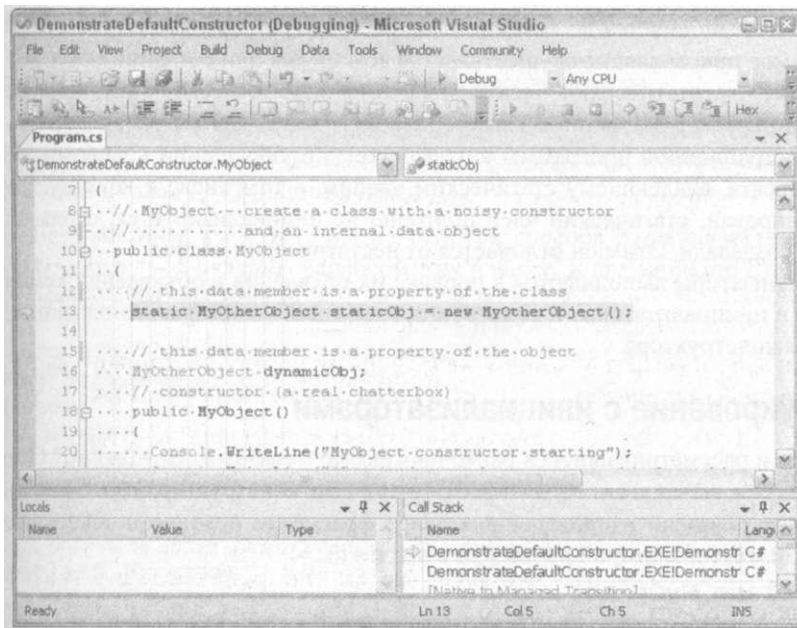 DemonstrateDefaultConstructor (Debugging) - Microsoft Visual Studio
File Edit View Project Build Debug Data Tools Window Community Help
Debug Any CPU
Hex
Program.cs
DemonstrateDefaultConstructor.MyObject staticObj
8 // MyObject - create a class with a noisy constructor
9 // and an internal data object
10 public class MyObject
11 {
12 // this data member is a property of the class
13 static MyOtherObject staticObj = new MyOtherObject();
14
15 // this data member is a property of the object
16 MyOtherObject dynamicObj;
17 // constructor (a real chatterbox)
18 public MyObject()
19 {
20 Console.WriteLine("MyObject constructor starting");
Locals Call Stack
Name Value Type Name Lang
DemonstrateDefaultConstructor.EXE!Demonstr C#
DemonstrateDefaultConstructor.EXE!Demonstr C#
[Native to Managed Transition]
Ready Ln 13 Col 5 Ch 5 INS